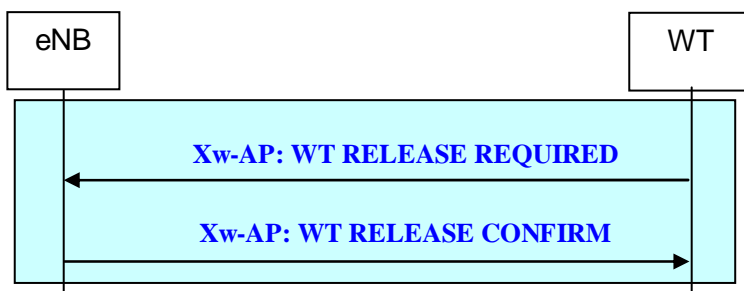 eNB
WT
Xw-AP: WT RELEASE REQUIRED
Xw-AP: WT RELEASE CONFIRM